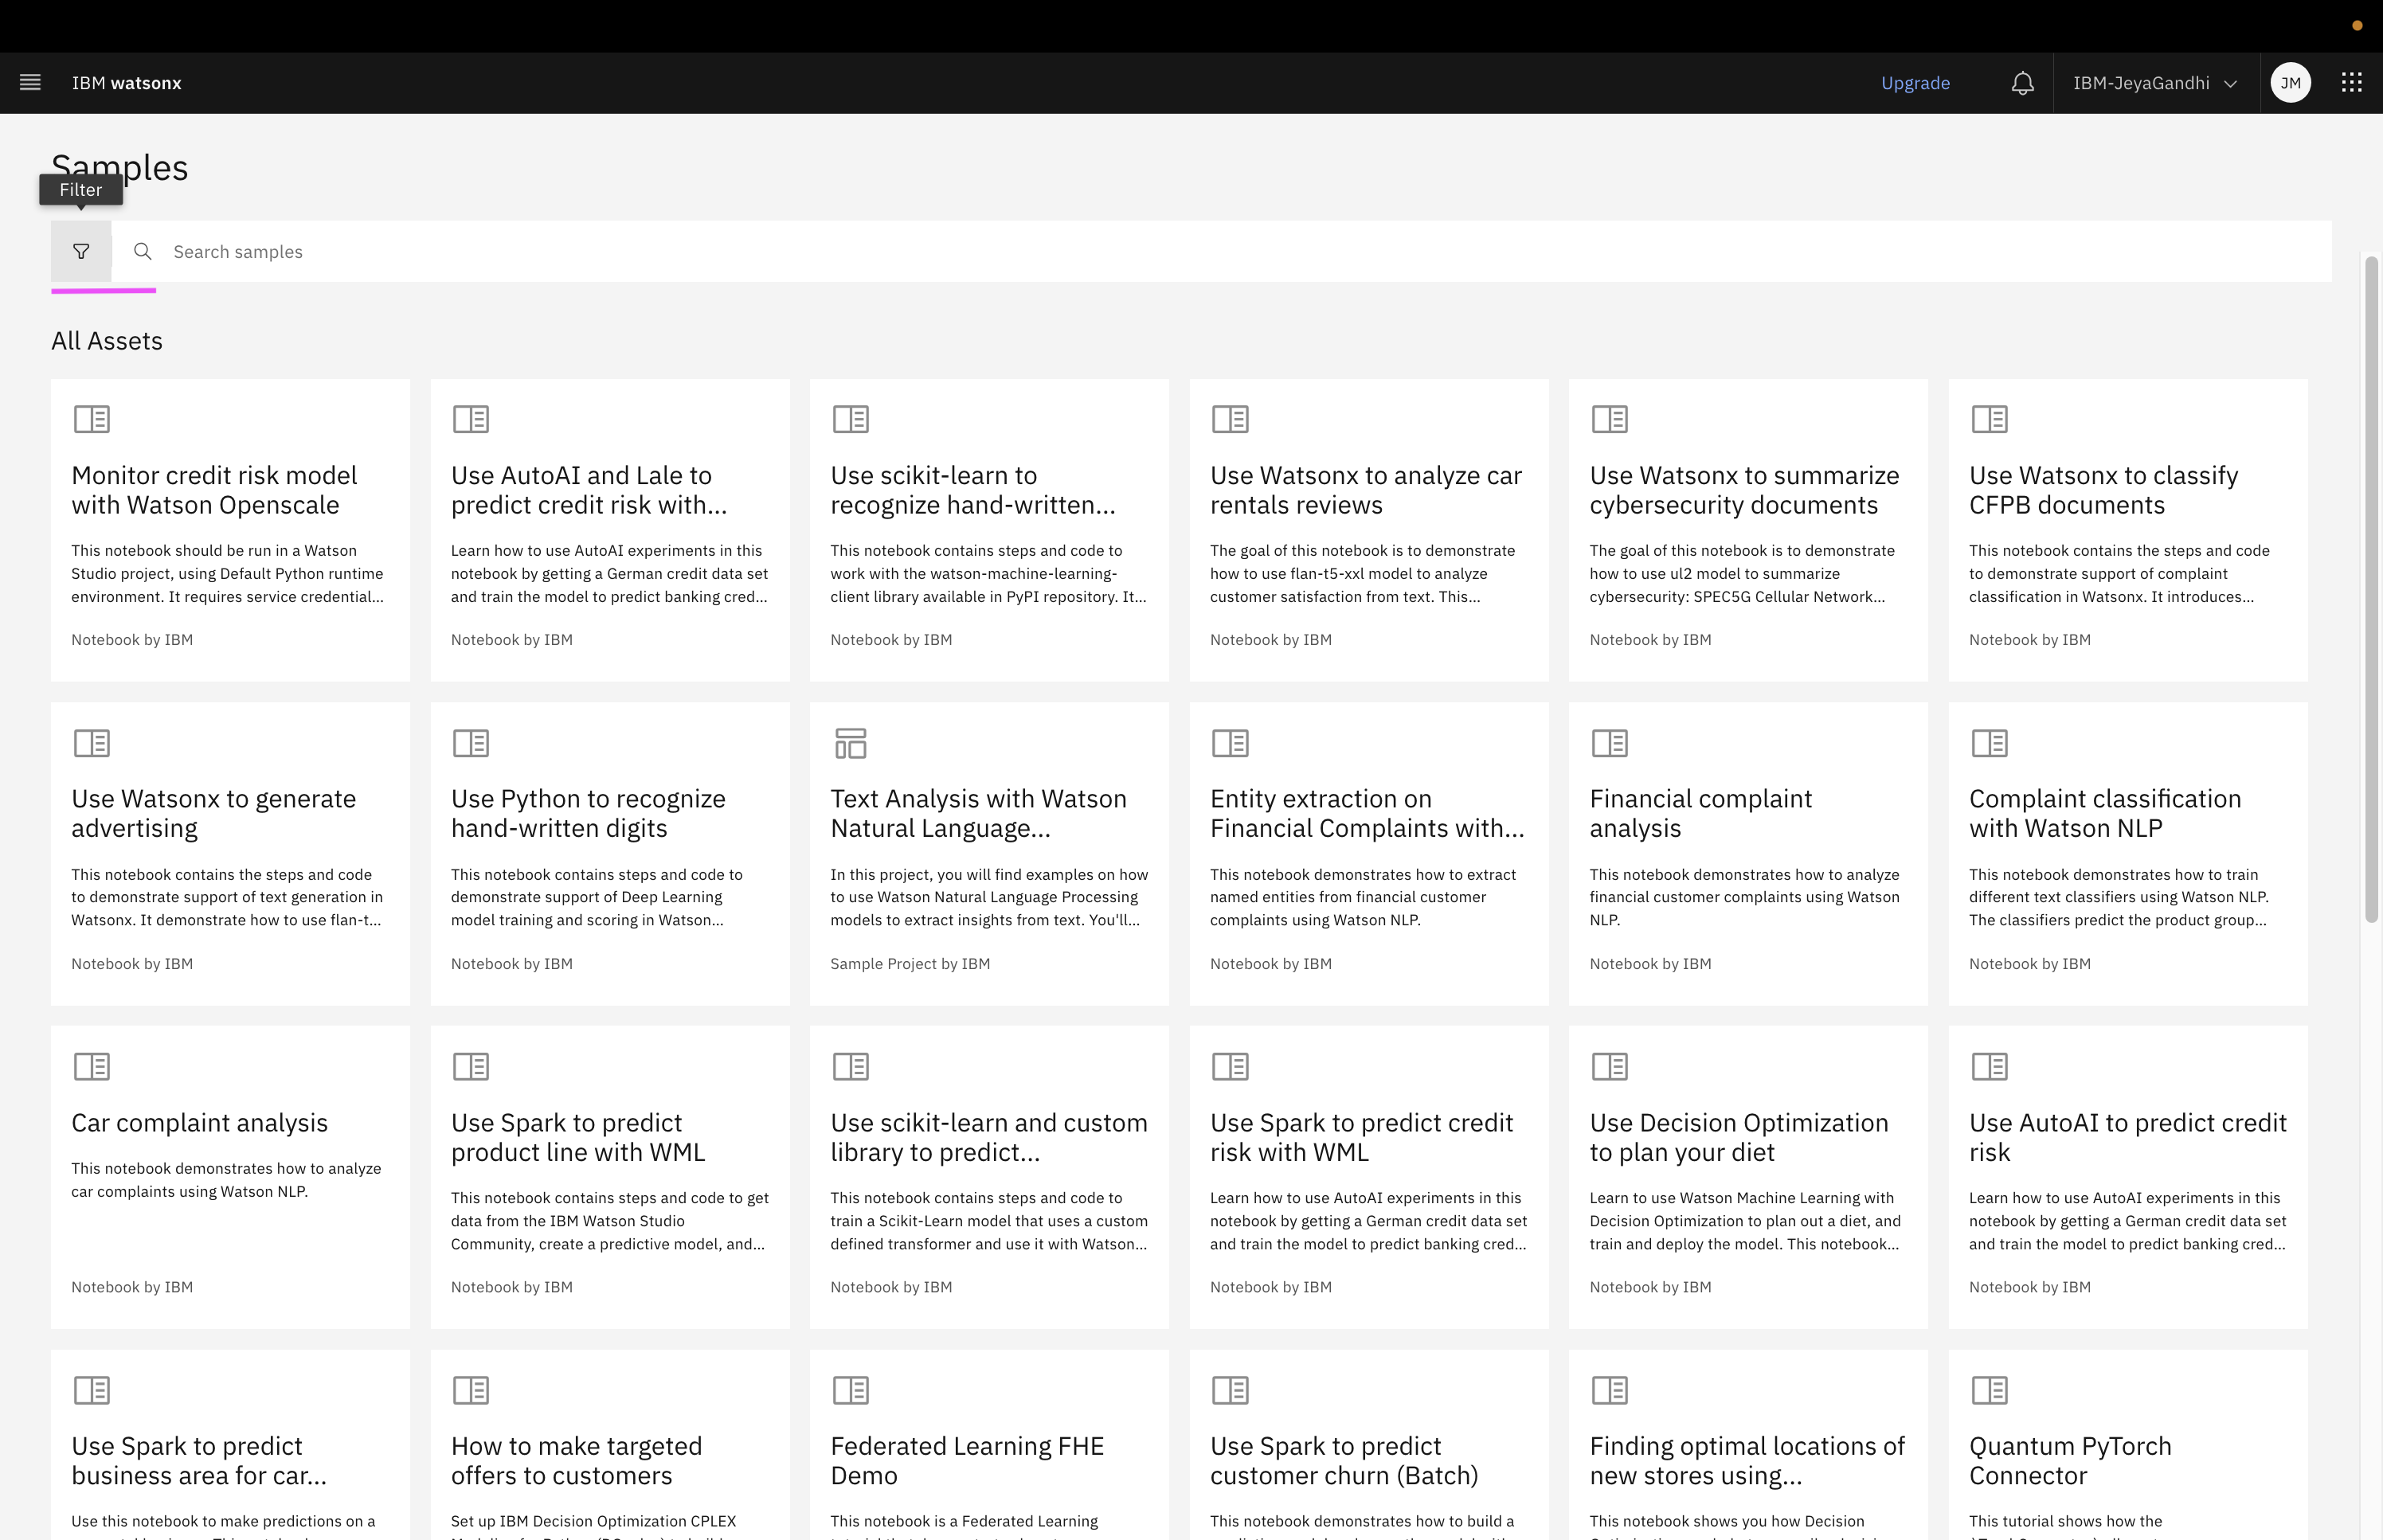 IBM watsonx
Upgrade
IBM-JeyaGandhi
JM
Samples
Filter
Search samples
All Assets
Monitor credit risk model
with Watson Openscale
This notebook should be run in a Watson
Studio project, using Default Python runtime
environment. It requires service credential...
Notebook by IBM
Use AutoAI and Lale to
predict credit risk with...
Learn how to use AutoAI experiments in this
notebook by getting a German credit data set
and train the model to predict banking cred...
Notebook by IBM
Use scikit-learn to
recognize hand-written...
This notebook contains steps and code to
work with the watson-machine-learning-
client library available in PyPI repository. It...
Notebook by IBM
Use Watsonx to analyze car
rentals reviews
The goal of this notebook is to demonstrate
how to use flan-t5-xxl model to analyze
customer satisfaction from text. This...
Notebook by IBM
Use Watsonx to summarize
cybersecurity documents
The goal of this notebook is to demonstrate
how to use ul2 model to summarize
cybersecurity: SPEC5G Cellular Network...
Notebook by IBM
Use Watsonx to classify
CFPB documents
This notebook contains the steps and code
to demonstrate support of complaint
classification in Watsonx. It introduces...
Notebook by IBM
Use Watsonx to generate
advertising
This notebook contains the steps and code
to demonstrate support of text generation in
Watsonx. It demonstrate how to use flan-t...
Notebook by IBM
Use Python to recognize
hand-written digits
This notebook contains steps and code to
demonstrate support of Deep Learning
model training and scoring in Watson...
Notebook by IBM
Text Analysis with Watson
Natural Language...
In this project, you will find examples on how
to use Watson Natural Language Processing
models to extract insights from text. You'll...
Sample Project by IBM
Entity extraction on
Financial Complaints with...
This notebook demonstrates how to extract
named entities from financial customer
complaints using Watson NLP.
Notebook by IBM
Financial complaint
analysis
This notebook demonstrates how to analyze
financial customer complaints using Watson
NLP.
Notebook by IBM
Complaint classification
with Watson NLP
This notebook demonstrates how to train
different text classifiers using Watson NLP.
The classifiers predict the product group...
Notebook by IBM
Car complaint analysis
This notebook demonstrates how to analyze
car complaints using Watson NLP.
Notebook by IBM
Use Spark to predict
product line with WML
This notebook contains steps and code to get
data from the IBM Watson Studio
Community, create a predictive model, and...
Notebook by IBM
Use scikit-learn and custom
library to predict...
This notebook contains steps and code to
train a Scikit-Learn model that uses a custom
defined transformer and use it with Watson...
Notebook by IBM
Use Spark to predict credit
risk with WML
Learn how to use AutoAI experiments in this
notebook by getting a German credit data set
and train the model to predict banking cred...
Notebook by IBM
Use Decision Optimization
to plan your diet
Learn to use Watson Machine Learning with
Decision Optimization to plan out a diet, and
train and deploy the model. This notebook...
Notebook by IBM
Use AutoAI to predict credit
risk
Learn how to use AutoAI experiments in this
notebook by getting a German credit data set
and train the model to predict banking cred...
Notebook by IBM
Use Spark to predict
business area for car...
Use this notebook to make predictions on a
How to make targeted
offers to customers
Set up IBM Decision Optimization CPLEX
Federated Learning FHE
Demo
This notebook is a Federated Learning
Use Spark to predict
customer churn (Batch)
This notebook demonstrates how to build a
Finding optimal locations of
new stores using...
This notebook shows you how Decision
Quantum PyTorch
Connector
This tutorial shows how the